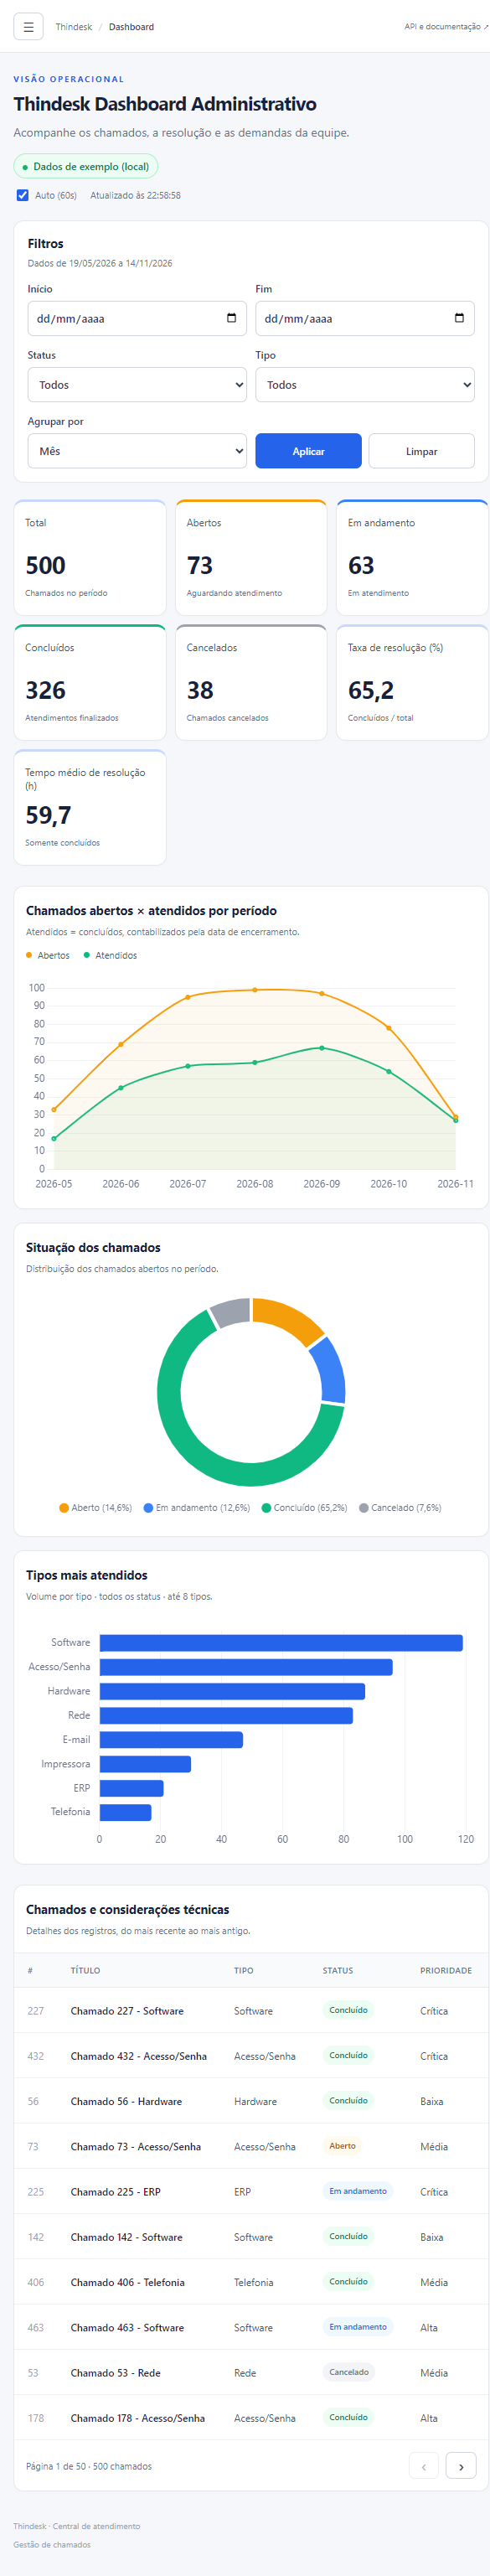 ☰ Thindesk / Dashboard API e documentação ↗
VISÃO OPERACIONAL
Thindesk Dashboard Administrativo
Acompanhe os chamados, a resolução e as demandas da equipe.
Dados de exemplo (local)
Auto (60s) Atualizado às 22:58:58
Filtros
Dados de 19/05/2026 a 14/11/2026
Início Fim
dd/mm/aaaa dd/mm/aaaa
Status Tipo
Todos Todos
Agrupar por
Mês Aplicar Limpar
Total Abertos Em andamento
500 73 63
Chamados no período Aguardando atendimento Em atendimento
Concluídos Cancelados Taxa de resolução (%)
326 38 65,2
Atendimentos finalizados Chamados cancelados Concluídos / total
Tempo médio de resolução
(h)
59,7
Somente concluídos
Chamados abertos × atendidos por período
Atendidos = concluídos, contabilizados pela data de encerramento.
Abertos Atendidos
100
90
80
70
60
50
40
30
20
10
0
2026-05 2026-06 2026-07 2026-08 2026-09 2026-10 2026-11
Situação dos chamados
Distribuição dos chamados abertos no período.
Aberto (14,6%) Em andamento (12,6%) Concluído (65,2%) Cancelado (7,6%)
Tipos mais atendidos
Volume por tipo · todos os status · até 8 tipos.
Software
Acesso/Senha
Hardware
Rede
E-mail
Impressora
ERP
Telefonia
0 20 40 60 80 100 120
Chamados e considerações técnicas
Detalhes dos registros, do mais recente ao mais antigo.
# TÍTULO TIPO STATUS PRIORIDADE
227 Chamado 227 - Software Software Concluído Crítica
432 Chamado 432 - Acesso/Senha Acesso/Senha Concluído Crítica
56 Chamado 56 - Hardware Hardware Concluído Baixa
73 Chamado 73 - Acesso/Senha Acesso/Senha Aberto Média
225 Chamado 225 - ERP ERP Em andamento Crítica
142 Chamado 142 - Software Software Concluído Baixa
406 Chamado 406 - Telefonia Telefonia Concluído Média
463 Chamado 463 - Software Software Em andamento Alta
53 Chamado 53 - Rede Rede Cancelado Média
178 Chamado 178 - Acesso/Senha Acesso/Senha Concluído Alta
Página 1 de 50 · 500 chamados ‹ ›
Thindesk · Central de atendimento
Gestão de chamados